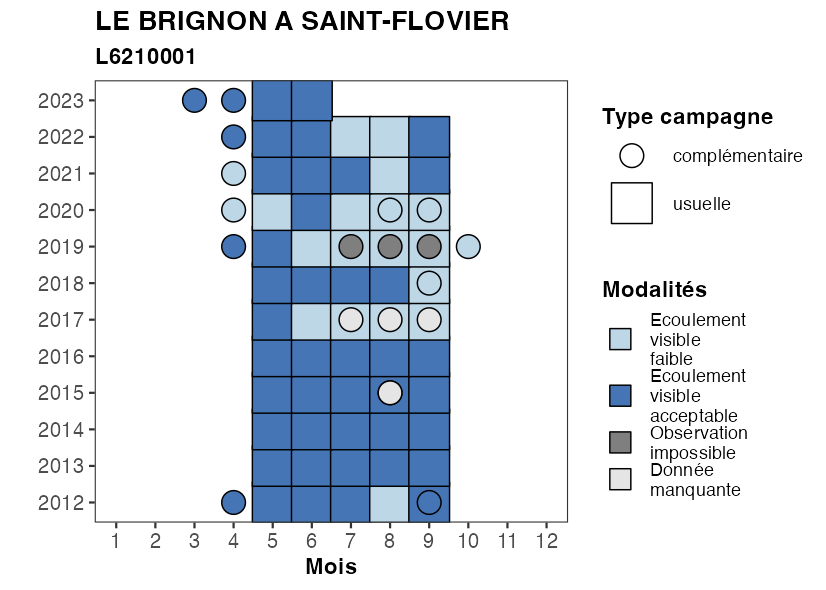 LE BRIGNON A SAINT-FLOVIER
L6210001
2023
2022
2021
2020
2019
2018
2017
2016
2015
2014
2013
2012
1 2 3 4 5 6 7 8 9 10 11 12
Mois
Type campagne
complémentaire
usuelle
Modalités
Ecoulement
visible
faible
Ecoulement
visible
acceptable
Observation
impossible
Donnée
manquante